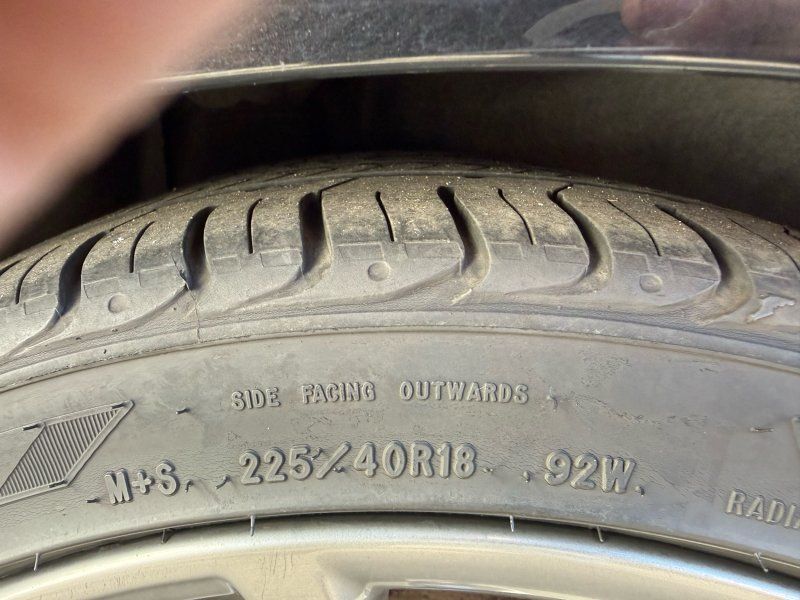 SIDE FACING OUTWARDS
M+S 225/40R18 92W